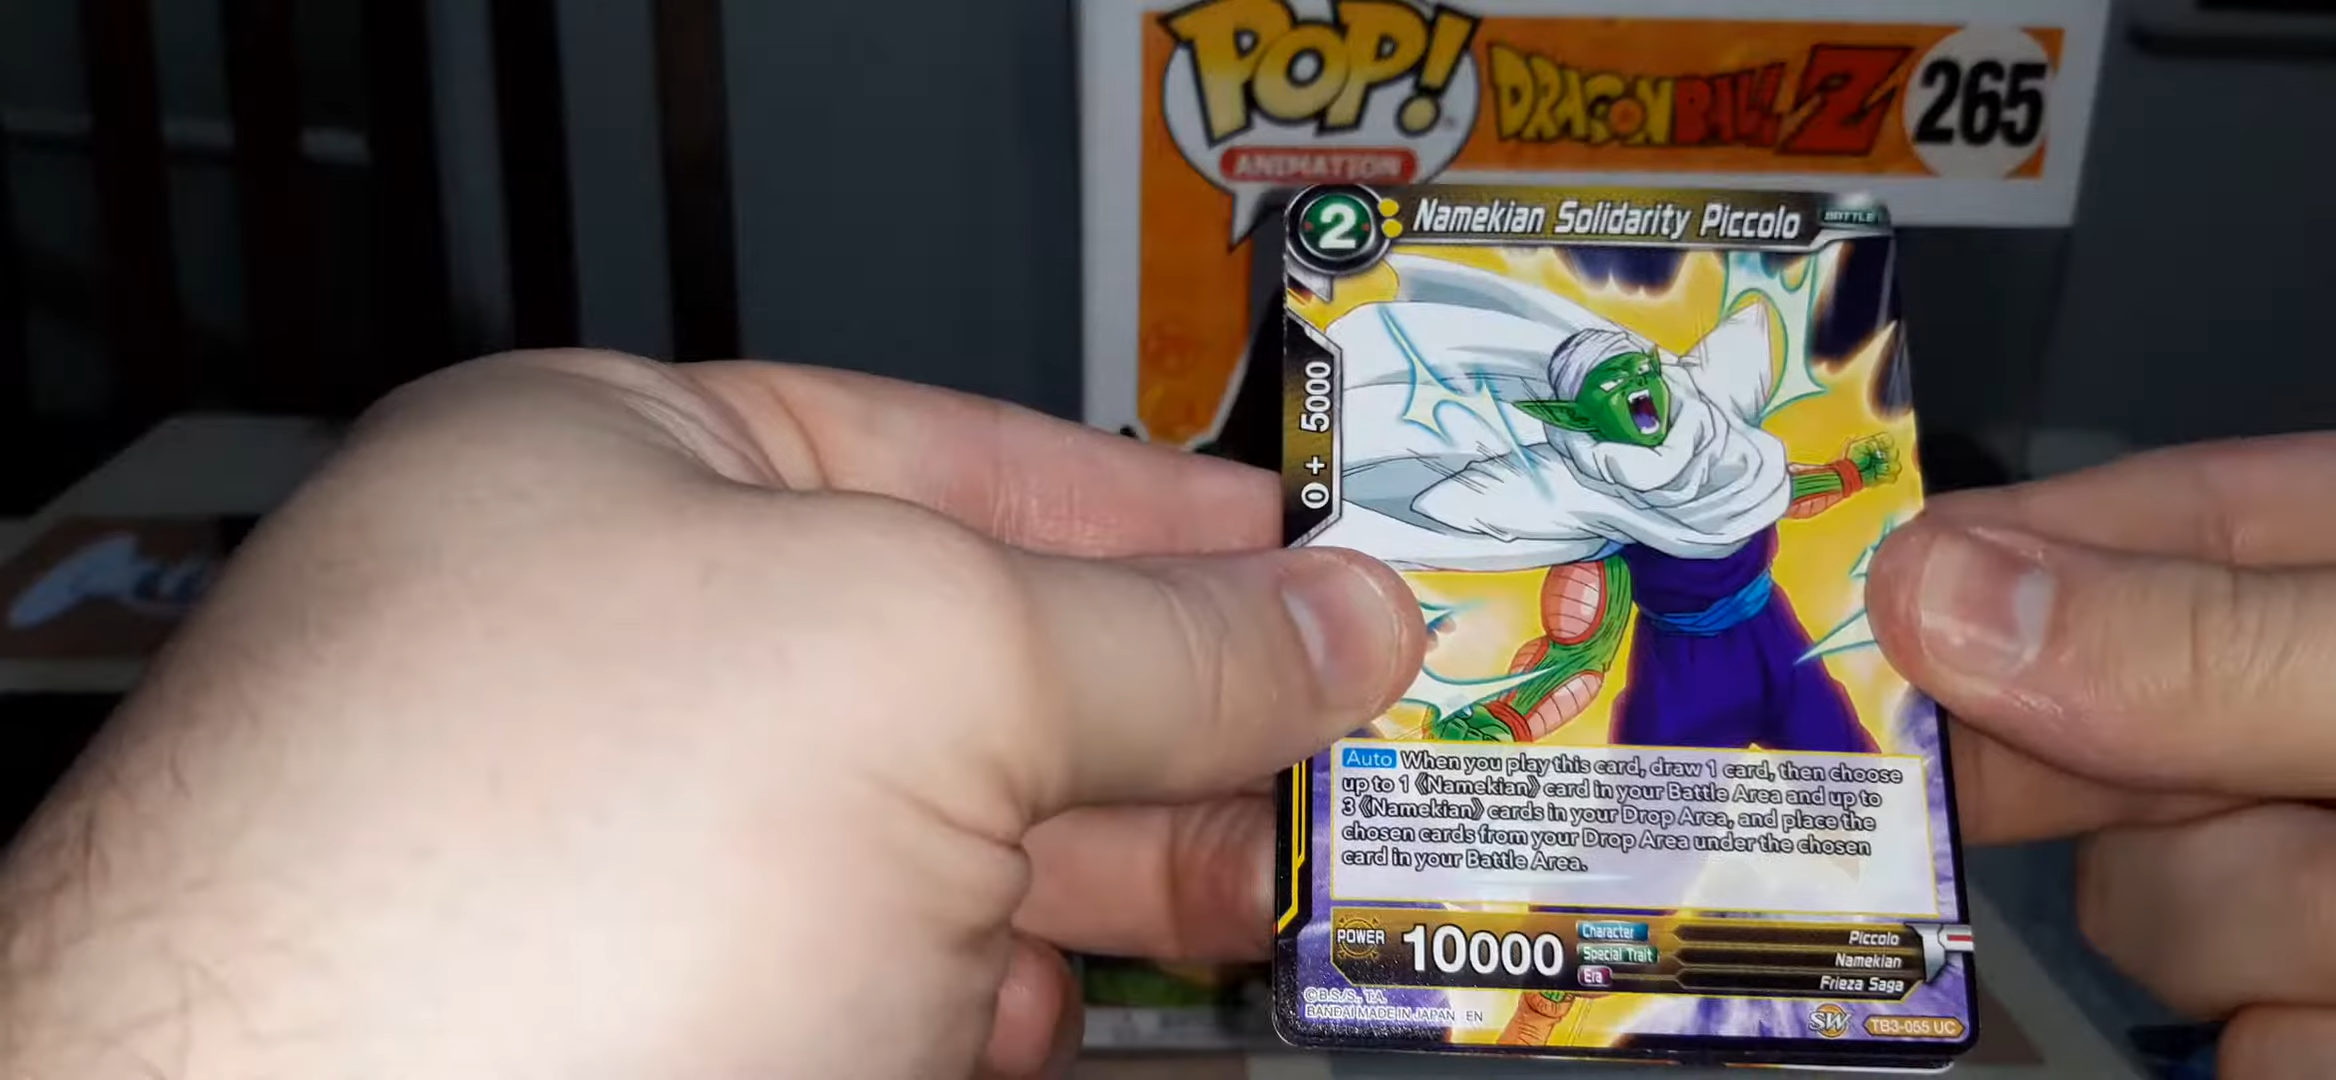 POP!
ANIMATION
DRAGON BALL Z
265
2
Namekian Solidarity Piccolo
BATTLE
0 + 5000
Auto When you play this card, draw 1 card, then choose
up to 1 《Namekian》 card in your Battle Area and up to
3 《Namekian》 cards in your Drop Area, and place the
chosen cards from your Drop Area under the chosen
card in your Battle Area.
POWER 10000
Character Piccolo
Special Trait Namekian
Era Frieza Saga
©B.S./S., T.A.
BANDAI MADE IN JAPAN EN
SW TB3-055 UC